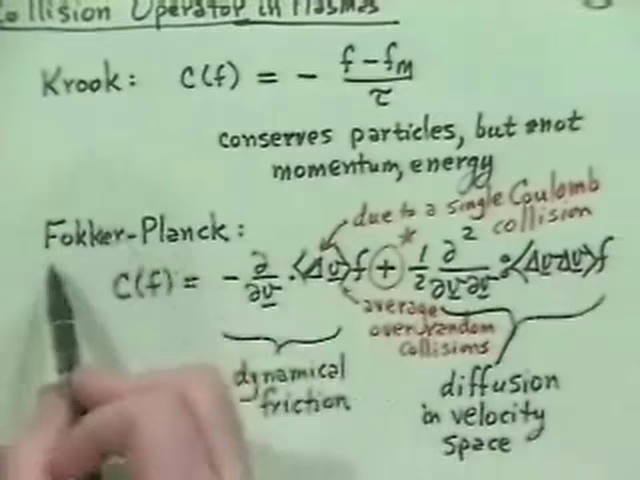 Collision Operator in Plasmas
Krook: C(f) = - (f - fm)/τ
conserves particles, but not
momentum, energy
due to a single Coulomb
collision
Fokker-Planck:
C(f) = - ∂/∂v · <Δv>f + * 1/2 ∂²/∂v∂v : <ΔvΔv>f
average
over random
collisions
dynamical
friction
diffusion
in velocity
space